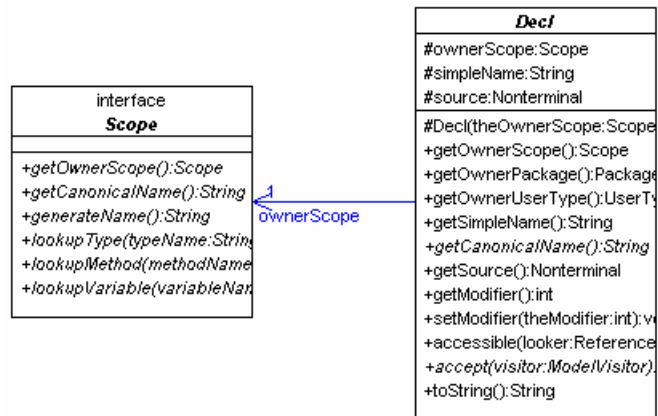 interface
Scope
+getOwnerScope():Scope
+getCanonicalName():String
+generateName():String
+lookupType(typeName:String
+lookupMethod(methodName
+lookupVariable(variableNam
1
ownerScope
Decl
#ownerScope:Scope
#simpleName:String
#source:Nonterminal
#Decl(theOwnerScope:Scope
+getOwnerScope():Scope
+getOwnerPackage():Package
+getOwnerUserType():UserTy
+getSimpleName():String
+getCanonicalName():String
+getSource():Nonterminal
+getModifier():int
+setModifier(theModifier:int):vo
+accessible(looker:Reference
+accept(visitor:ModelVisitor):
+toString():String